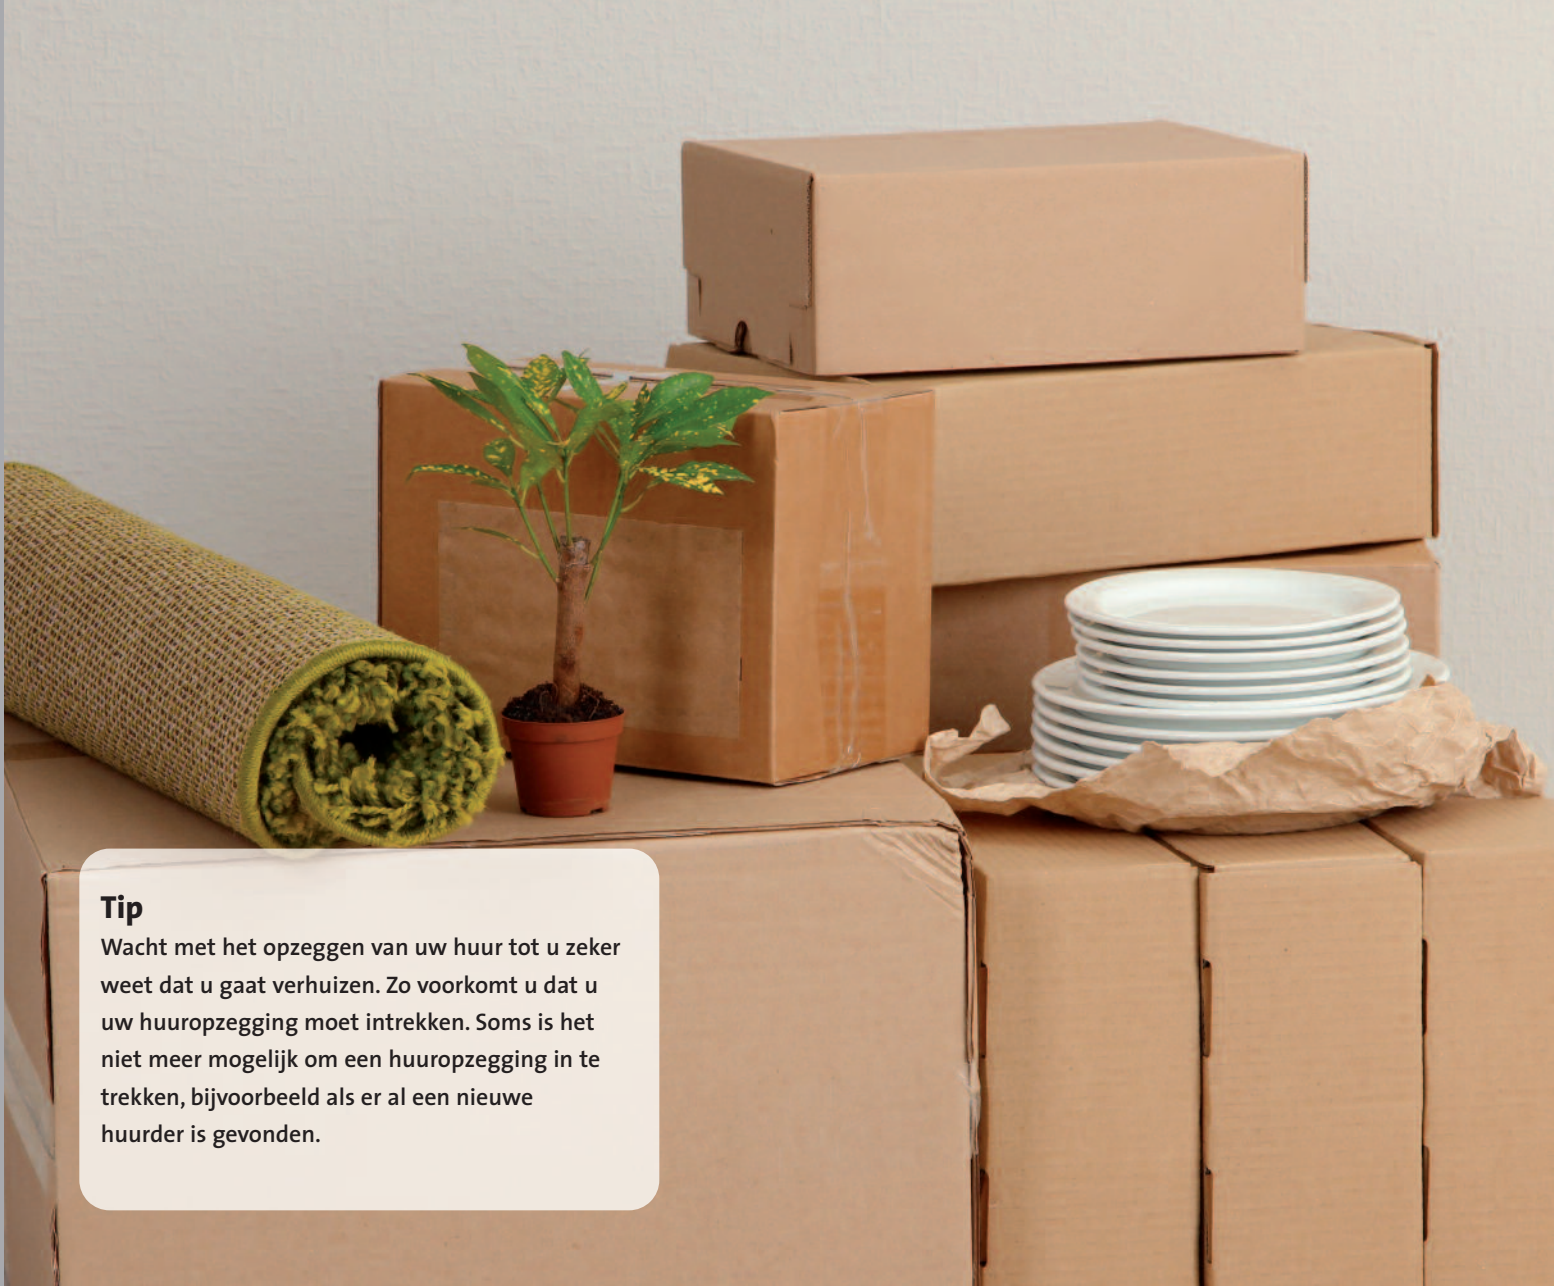 Tip
Wacht met het opzeggen van uw huur tot u zeker
weet dat u gaat verhuizen. Zo voorkomt u dat u
uw huuropzegging moet intrekken. Soms is het
niet meer mogelijk om een huuropzegging in te
trekken, bijvoorbeeld als er al een nieuwe
huurder is gevonden.